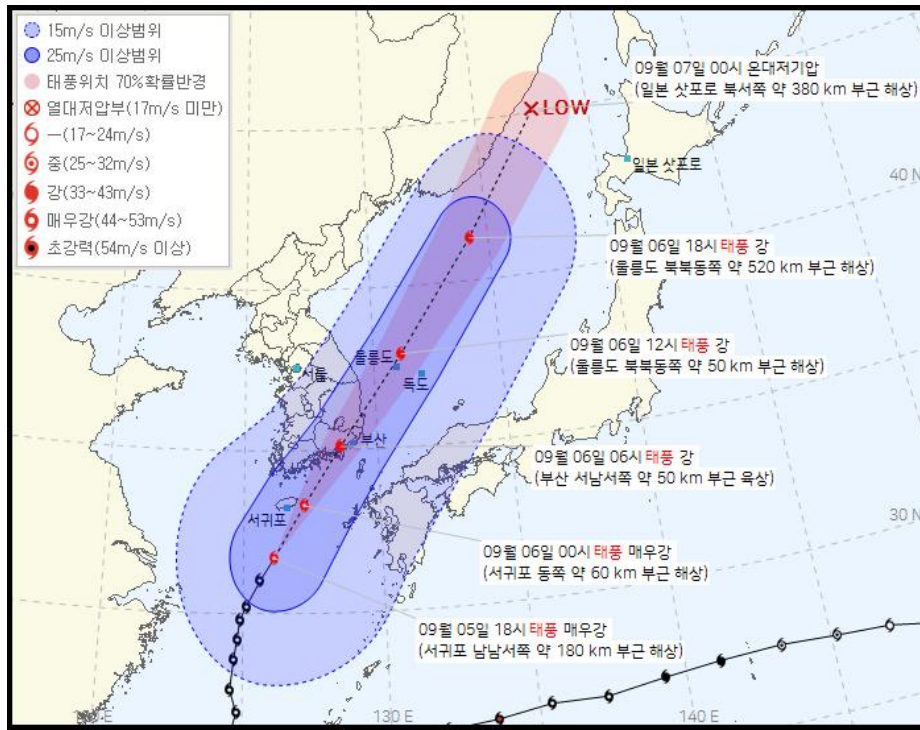 15m/s 이상범위
25m/s 이상범위
태풍위치 70%확률반경
열대저압부(17m/s 미만)
―(17~24m/s)
중(25~32m/s)
강(33~43m/s)
매우강(44~53m/s)
초강력(54m/s 이상)
09월 07일 00시 온대저기압
(일본 삿포로 북서쪽 약 380 km 부근 해상)
LOW
일본 삿포로
40 N
09월 06일 18시 태풍 강
(울릉도 북북동쪽 약 520 km 부근 해상)
09월 06일 12시 태풍 강
(울릉도 북북동쪽 약 50 km 부근 해상)
울릉도
서울
독도
부산
09월 06일 06시 태풍 강
(부산 서남서쪽 약 50 km 부근 육상)
서귀포
30 N
09월 06일 00시 태풍 매우강
(서귀포 동쪽 약 60 km 부근 해상)
09월 05일 18시 태풍 매우강
(서귀포 남남서쪽 약 180 km 부근 해상)
130 E
140 E